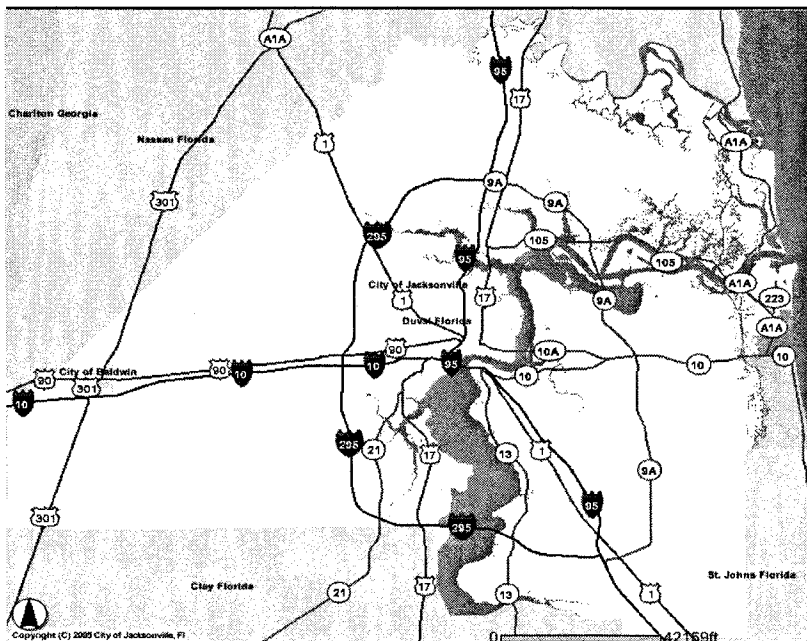 A1A
95
17
Charlton Georgia
Nassau Florida
1
A1A
301
9A
9A
295
105
95
105
City of Jacksonville
A1A
1
17
9A
223
Duval Florida
A1A
90
10A
10
90
10
10
95
10
10
City of Baldwin
90
301
10
295
21
17
13
1
9A
95
301
295
St. Johns Florida
Clay Florida
21
17
13
1
Copyright (C) 2005 City of Jacksonville, Fl
0
42169ft